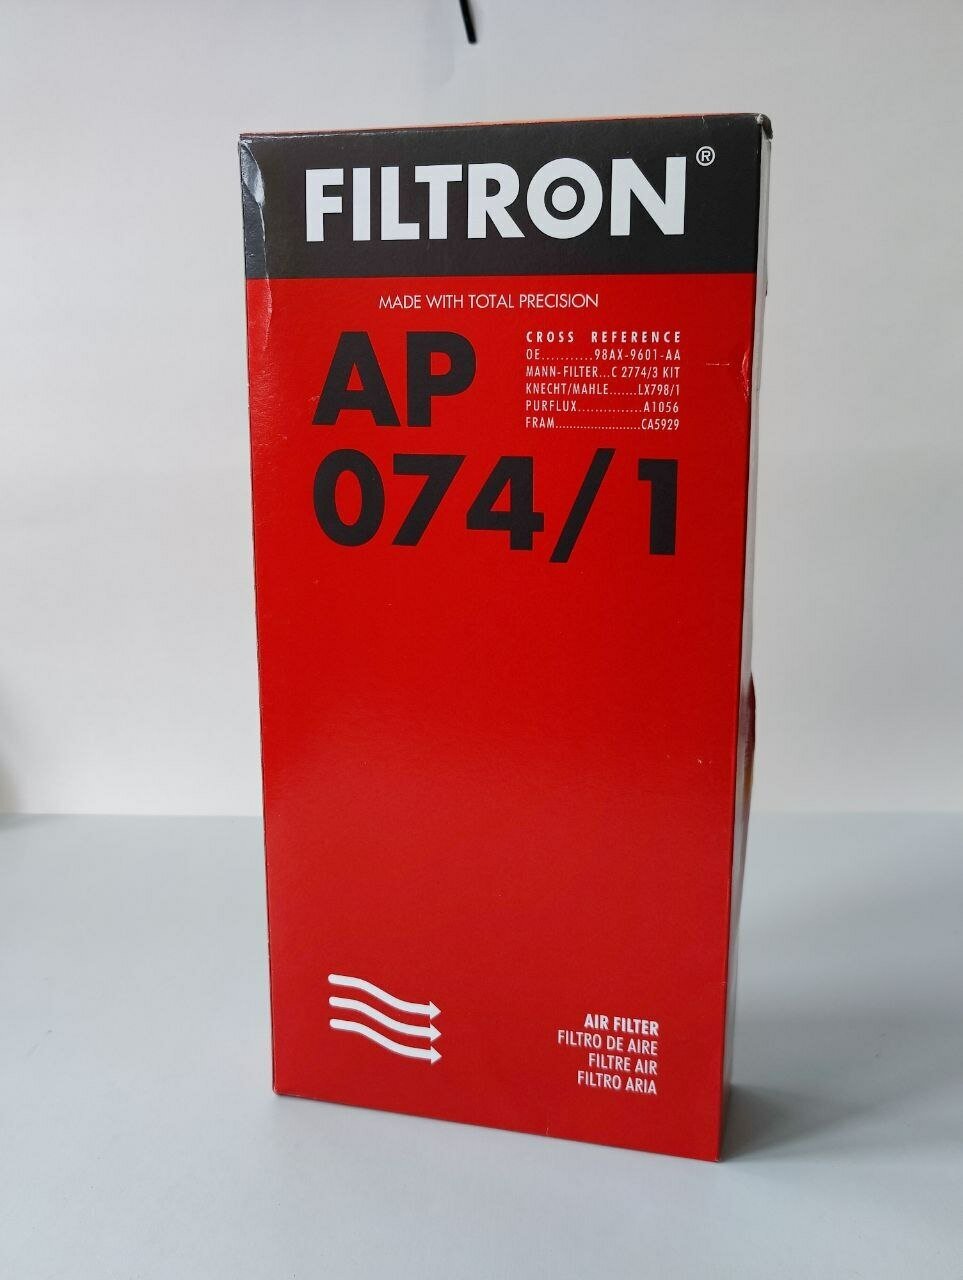 FILTRON®
MADE WITH TOTAL PRECISION
AP
074/1
CROSS REFERENCE
OE...........98AX-9601-AA
MANN-FILTER...C 2774/3 KIT
KNECHT/MAHLE.......LX798/1
PURFLUX...............A1056
FRAM........................CA5929
AIR FILTER
FILTRO DE AIRE
FILTRE AIR
FILTRO ARIA